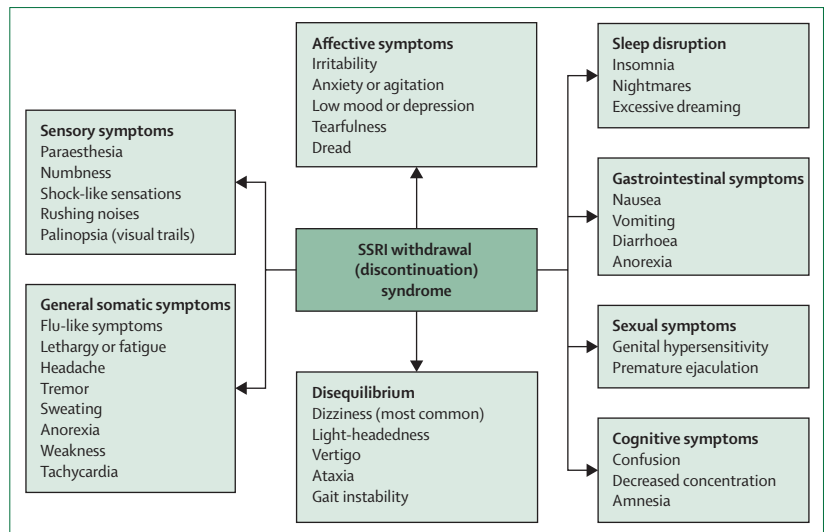 Affective symptoms
Irritability
Anxiety or agitation
Low mood or depression
Tearfulness
Dread
Sleep disruption
Insomnia
Nightmares
Excessive dreaming
Sensory symptoms
Paraesthesia
Numbness
Shock-like sensations
Rushing noises
Palinopsia (visual trails)
Gastrointestinal symptoms
Nausea
Vomiting
Diarrhoea
Anorexia
SSRI withdrawal
(discontinuation)
syndrome
General somatic symptoms
Flu-like symptoms
Lethargy or fatigue
Headache
Tremor
Sweating
Anorexia
Weakness
Tachycardia
Sexual symptoms
Genital hypersensitivity
Premature ejaculation
Disequilibrium
Dizziness (most common)
Light-headedness
Vertigo
Ataxia
Gait instability
Cognitive symptoms
Confusion
Decreased concentration
Amnesia